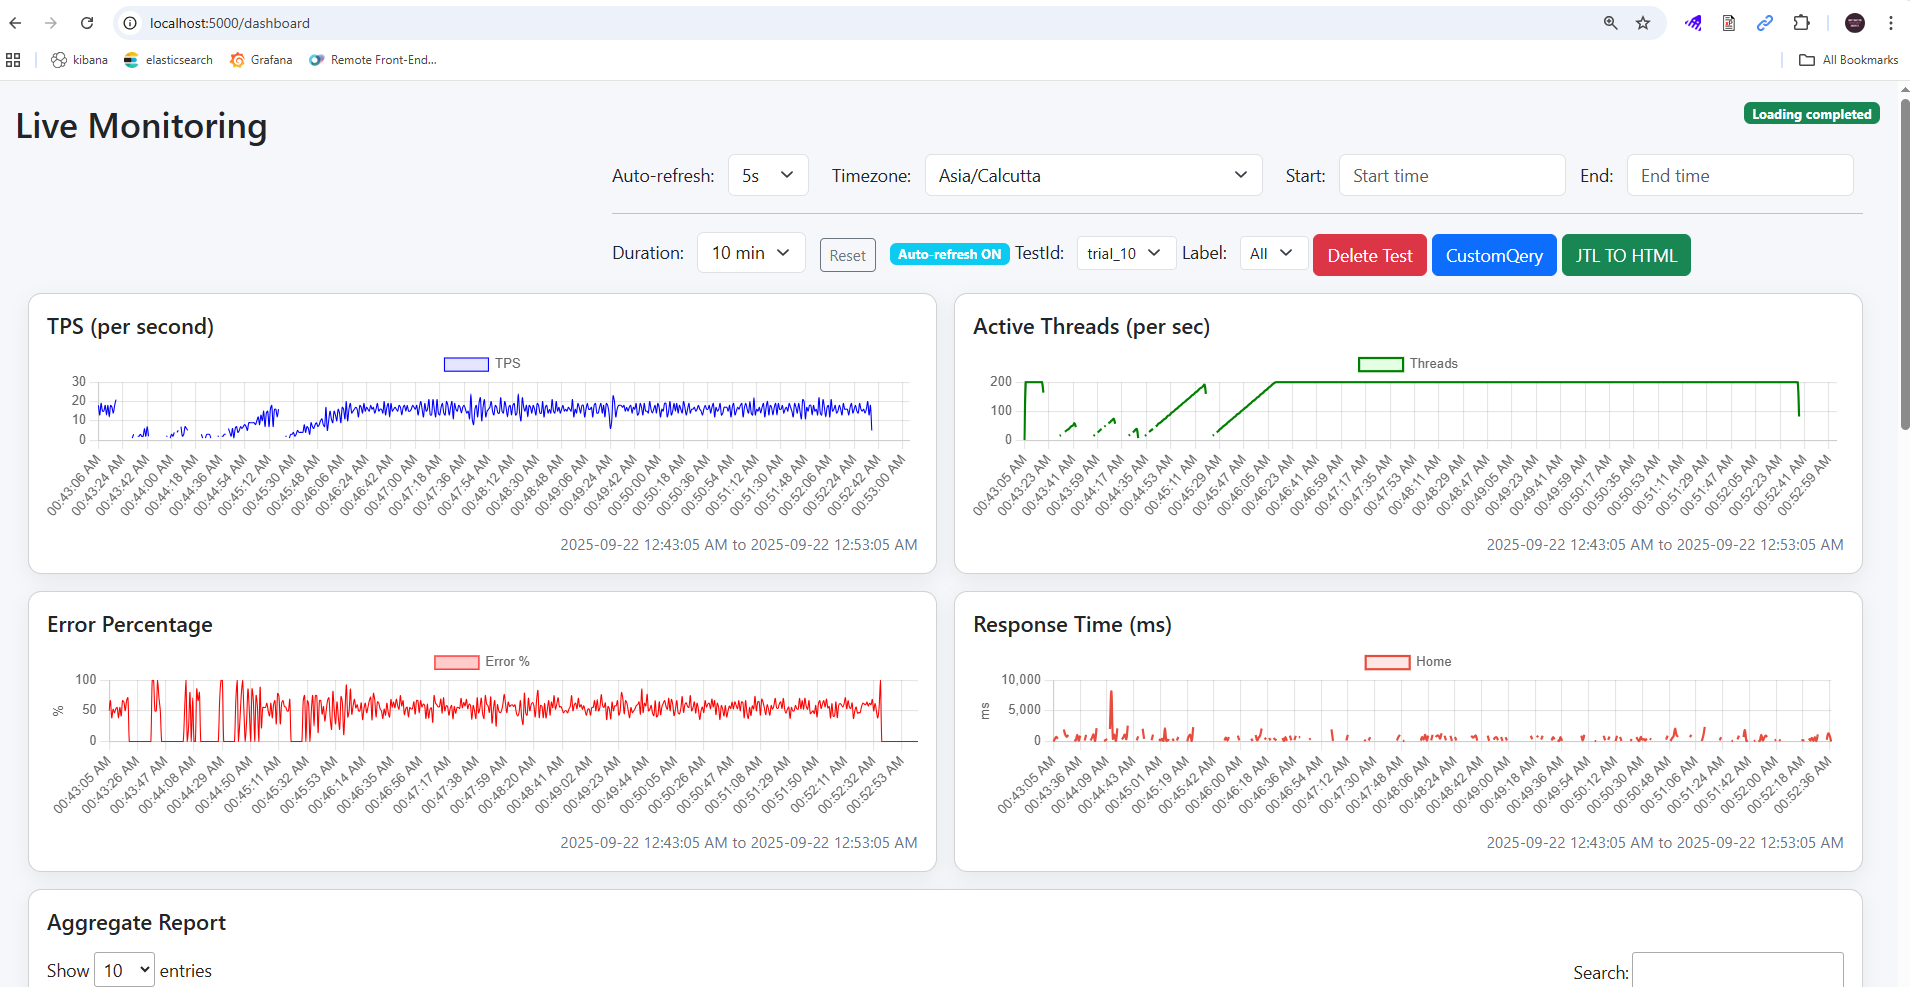 localhost:5000/dashboard
kibana elasticsearch Grafana Remote Front-End... All Bookmarks
Live Monitoring
Loading completed
Auto-refresh: 5s Timezone: Asia/Calcutta Start: Start time End: End time
Duration: 10 min Reset Auto-refresh ON TestId: trial_10 Label: All Delete Test CustomQery JTL TO HTML
TPS (per second)
TPS
30
20
10
0
00:43:06 AM 00:43:24 AM 00:43:42 AM 00:44:00 AM 00:44:18 AM 00:44:36 AM 00:44:54 AM 00:45:12 AM 00:45:30 AM 00:45:48 AM 00:46:06 AM 00:46:24 AM 00:46:42 AM 00:47:00 AM 00:47:18 AM 00:47:36 AM 00:47:54 AM 00:48:12 AM 00:48:30 AM 00:48:48 AM 00:49:06 AM 00:49:24 AM 00:49:42 AM 00:50:00 AM 00:50:18 AM 00:50:36 AM 00:50:54 AM 00:51:12 AM 00:51:30 AM 00:51:48 AM 00:52:06 AM 00:52:24 AM 00:52:42 AM 00:53:00 AM
2025-09-22 12:43:05 AM to 2025-09-22 12:53:05 AM
Active Threads (per sec)
Threads
200
100
0
00:43:05 AM 00:43:23 AM 00:43:41 AM 00:43:59 AM 00:44:17 AM 00:44:35 AM 00:44:53 AM 00:45:11 AM 00:45:29 AM 00:45:47 AM 00:46:05 AM 00:46:23 AM 00:46:41 AM 00:46:59 AM 00:47:17 AM 00:47:35 AM 00:47:53 AM 00:48:11 AM 00:48:29 AM 00:48:47 AM 00:49:05 AM 00:49:23 AM 00:49:41 AM 00:49:59 AM 00:50:17 AM 00:50:35 AM 00:50:53 AM 00:51:11 AM 00:51:29 AM 00:51:47 AM 00:52:05 AM 00:52:23 AM 00:52:41 AM 00:52:59 AM
2025-09-22 12:43:05 AM to 2025-09-22 12:53:05 AM
Error Percentage
Error %
%
100
50
0
00:43:05 AM 00:43:26 AM 00:43:47 AM 00:44:08 AM 00:44:29 AM 00:44:50 AM 00:45:11 AM 00:45:32 AM 00:45:53 AM 00:46:14 AM 00:46:35 AM 00:46:56 AM 00:47:17 AM 00:47:38 AM 00:47:59 AM 00:48:20 AM 00:48:41 AM 00:49:02 AM 00:49:23 AM 00:49:44 AM 00:50:05 AM 00:50:26 AM 00:50:47 AM 00:51:08 AM 00:51:29 AM 00:51:50 AM 00:52:11 AM 00:52:32 AM 00:52:53 AM
2025-09-22 12:43:05 AM to 2025-09-22 12:53:05 AM
Response Time (ms)
Home
ms
10,000
5,000
0
00:43:05 AM 00:43:36 AM 00:44:09 AM 00:44:43 AM 00:45:01 AM 00:45:19 AM 00:45:42 AM 00:46:00 AM 00:46:18 AM 00:46:36 AM 00:46:54 AM 00:47:12 AM 00:47:30 AM 00:47:48 AM 00:48:06 AM 00:48:24 AM 00:48:42 AM 00:49:00 AM 00:49:18 AM 00:49:36 AM 00:49:54 AM 00:50:12 AM 00:50:30 AM 00:50:48 AM 00:51:06 AM 00:51:24 AM 00:51:42 AM 00:52:00 AM 00:52:18 AM 00:52:36 AM
2025-09-22 12:43:05 AM to 2025-09-22 12:53:05 AM
Aggregate Report
Show 10 entries
Search: